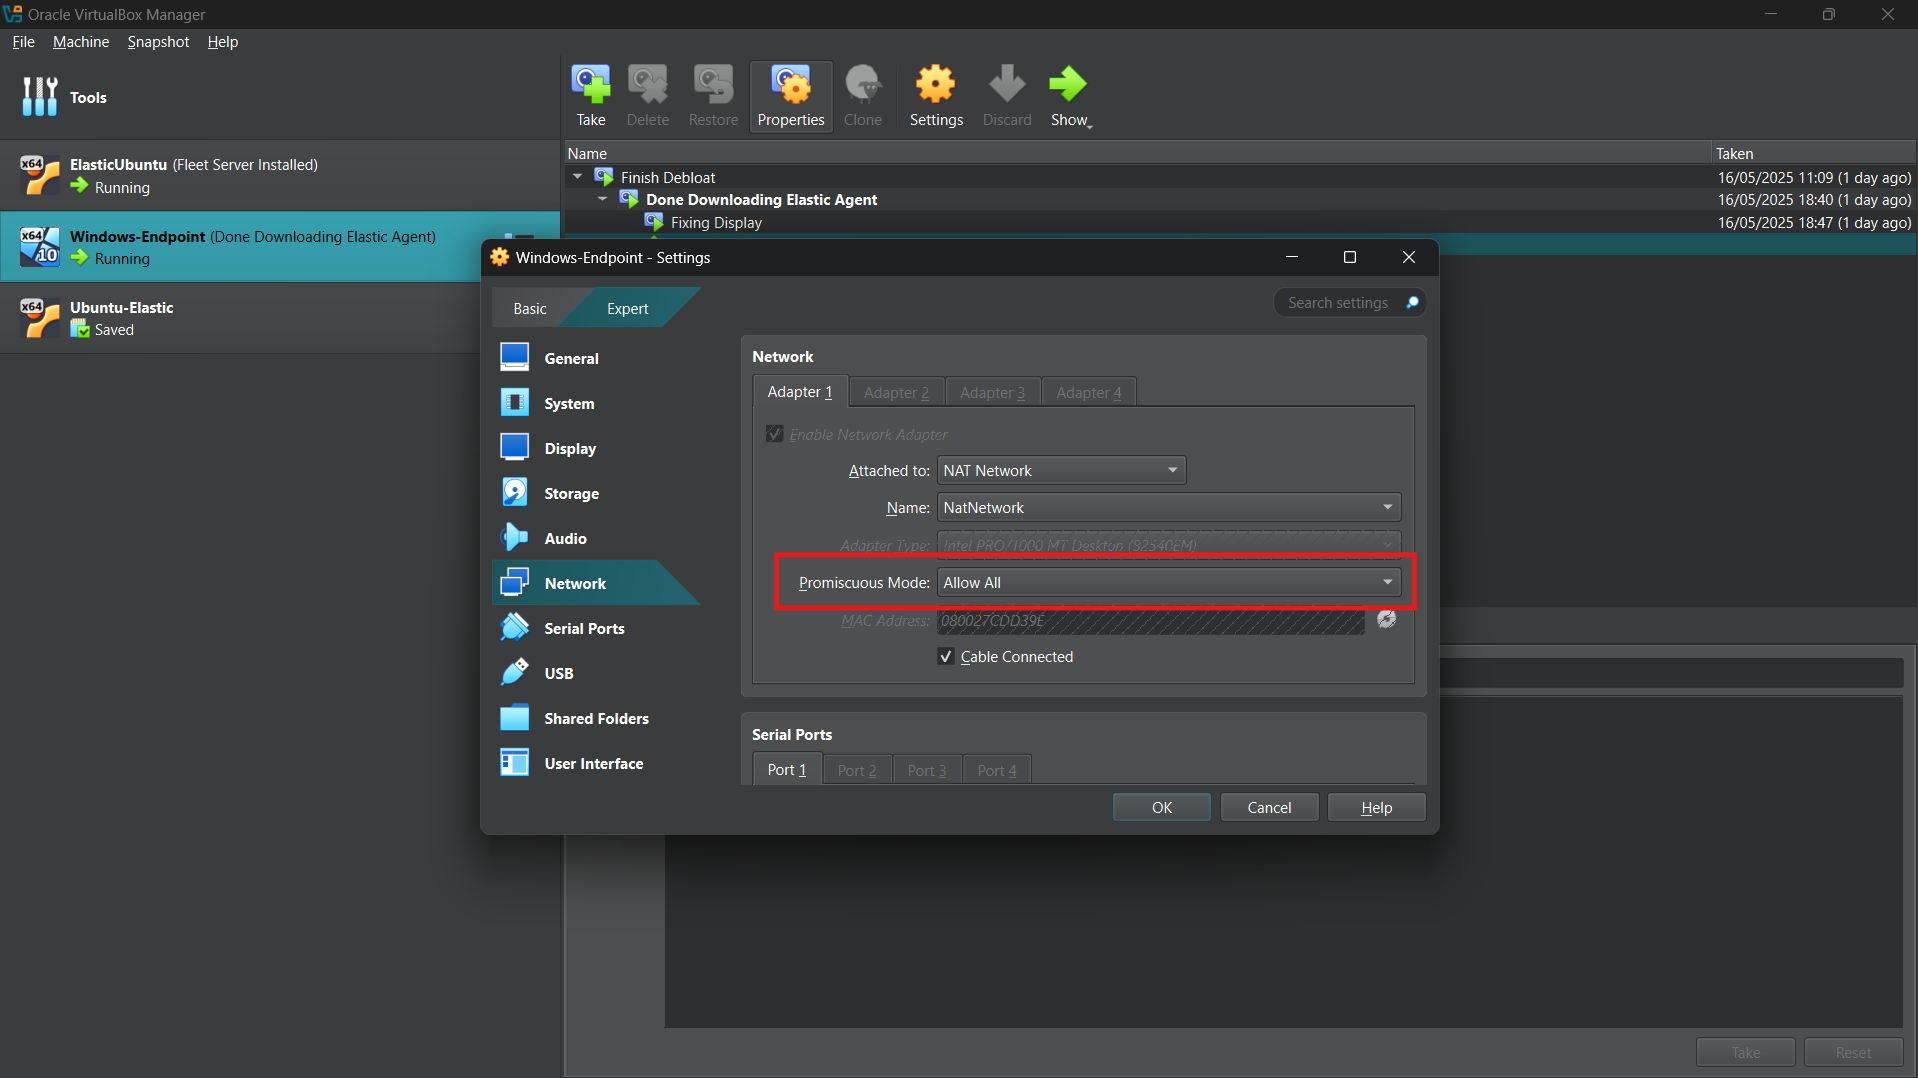 Oracle VirtualBox Manager
File Machine Snapshot Help
Tools
Take Delete Restore Properties Clone Settings Discard Show
Name Taken
Finish Debloat 16/05/2025 11:09 (1 day ago)
Done Downloading Elastic Agent 16/05/2025 18:40 (1 day ago)
Fixing Display 16/05/2025 18:47 (1 day ago)
x64
ElasticUbuntu (Fleet Server Installed)
Running
x64
10
Windows-Endpoint (Done Downloading Elastic Agent)
Running
x64
Ubuntu-Elastic
Saved
Windows-Endpoint - Settings
Basic Expert
Search settings
General
System
Display
Storage
Audio
Network
Serial Ports
USB
Shared Folders
User Interface
Network
Adapter 1 Adapter 2 Adapter 3 Adapter 4
Enable Network Adapter
Attached to: NAT Network
Name: NatNetwork
Adapter Type: Intel PRO/1000 MT Desktop (82540EM)
Promiscuous Mode: Allow All
MAC Address: 080027CDD39E
Cable Connected
Serial Ports
Port 1 Port 2 Port 3 Port 4
OK Cancel Help
Take Reset